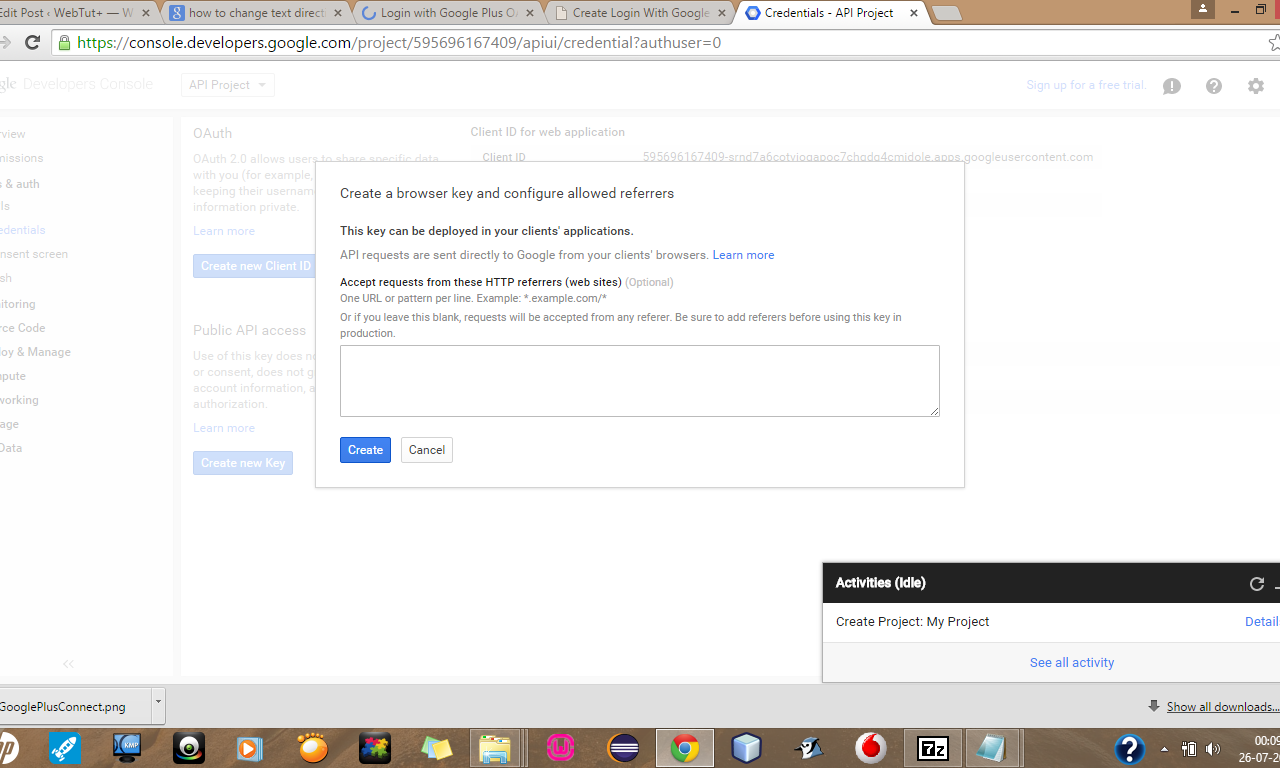 Edit Post ‹ WebTut+ — W
how to change text direct
Login with Google Plus O
Create Login With Google
Credentials - API Project
https://console.developers.google.com/project/595696167409/apiui/credential?authuser=0
gle Developers Console
API Project
Sign up for a free trial.
rview
missions
s & auth
ls
edentials
nsent screen
sh
itoring
rce Code
loy & Manage
npute
working
age
Data
OAuth
OAuth 2.0 allows users to share specific data
with you (for example,
keeping their usernam
information private.
Learn more
Create new Client ID
Public API access
Use of this key does no
or consent, does not g
account information, a
authorization.
Learn more
Create new Key
Client ID for web application
Client ID
Create a browser key and configure allowed referrers
This key can be deployed in your clients' applications.
API requests are sent directly to Google from your clients' browsers. Learn more
Accept requests from these HTTP referrers (web sites) (Optional)
One URL or pattern per line. Example: *.example.com/*
Or if you leave this blank, requests will be accepted from any referer. Be sure to add referers before using this key in
production.
Create
Cancel
Activities (Idle)
Create Project: My Project
Detail
See all activity
GooglePlusConnect.png
Show all downloads...
KMP
7z
00:09
26-07-2